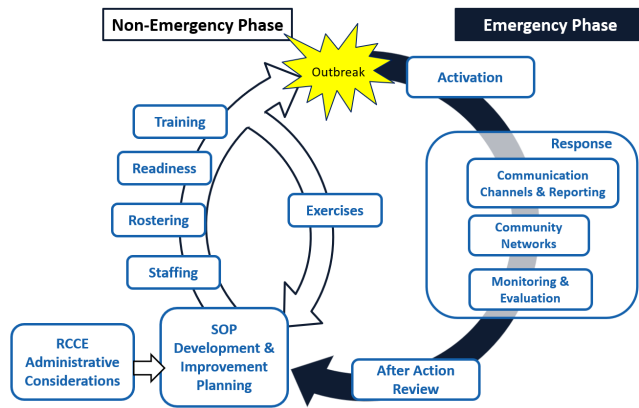 Non-Emergency Phase
Emergency Phase
Outbreak
Activation
Training
Readiness
Rostering
Staffing
Exercises
Response
Communication
Channels & Reporting
Community
Networks
Monitoring &
Evaluation
After Action
Review
SOP
Development &
Improvement
Planning
RCCE
Administrative
Considerations